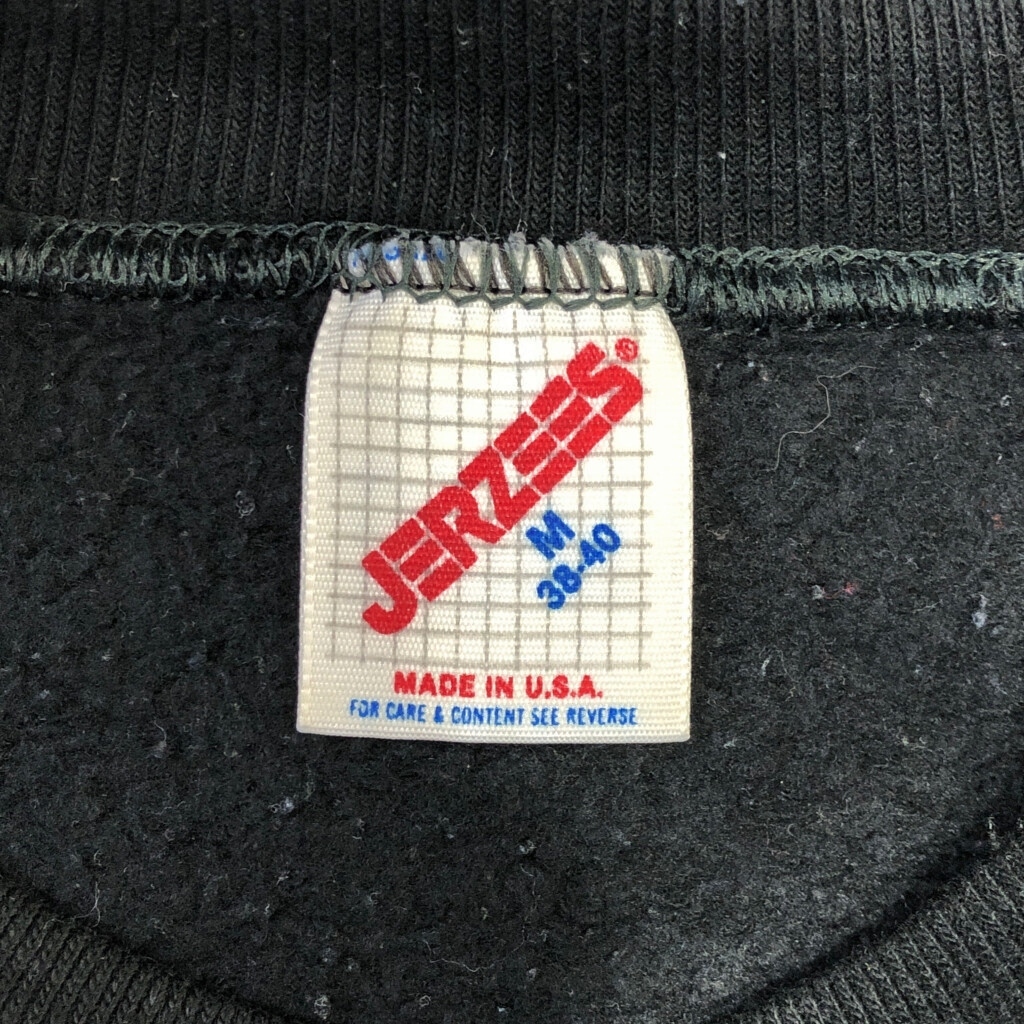 JERZEES®
M
38-40
MADE IN U.S.A.
FOR CARE & CONTENT SEE REVERSE